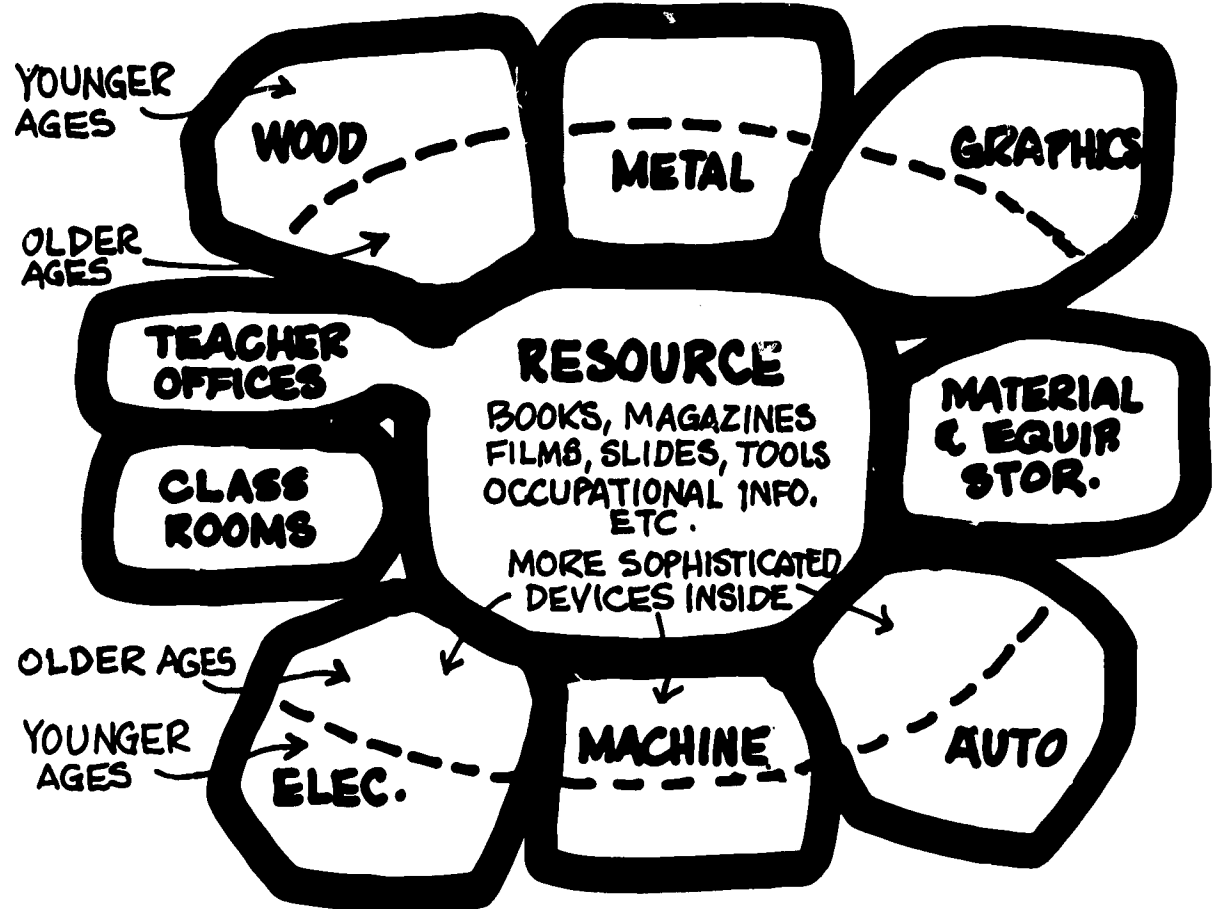 YOUNGER
AGES
WOOD
METAL
GRAPHICS
OLDER
AGES
TEACHER
OFFICES
RESOURCE
BOOKS, MAGAZINES
FILMS, SLIDES, TOOLS
OCCUPATIONAL INFO.
ETC.
MORE SOPHISTICATED
DEVICES INSIDE
MATERIAL
& EQUIP
STOR.
CLASS
ROOMS
OLDER AGES
YOUNGER
AGES
ELEC.
MACHINE
AUTO